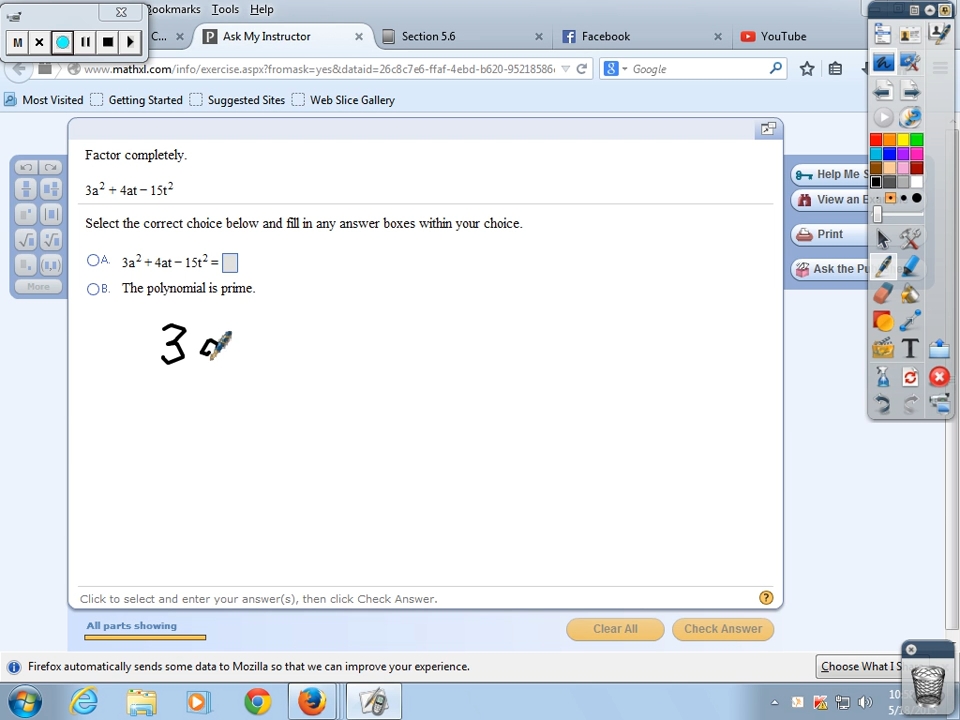 Bookmarks Tools Help
C... × Ask My Instructor × Section 5.6 × Facebook × YouTube
M
www.mathxl.com/info/exercise.aspx?fromask=yes&dataid=26c8c7e6-ffaf-4ebd-b620-95218586 Google
Most Visited Getting Started Suggested Sites Web Slice Gallery
Factor completely.
3a² + 4at − 15t²
Help Me S
View an E
Print
Ask the Pu
Select the correct choice below and fill in any answer boxes within your choice.
A. 3a² + 4at − 15t² =
B. The polynomial is prime.
More
3 a
Click to select and enter your answer(s), then click Check Answer. ?
All parts showing
Clear All Check Answer
Firefox automatically sends some data to Mozilla so that we can improve your experience. Choose What I S